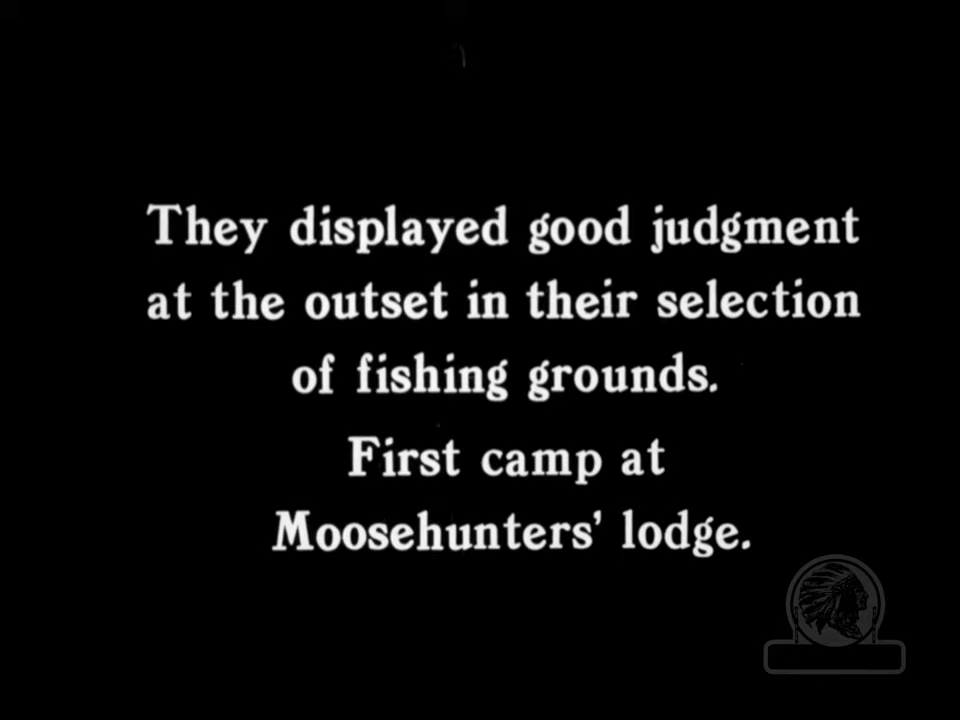 They displayed good judgment
at the outset in their selection
of fishing grounds.
First camp at
Moosehunters' lodge.